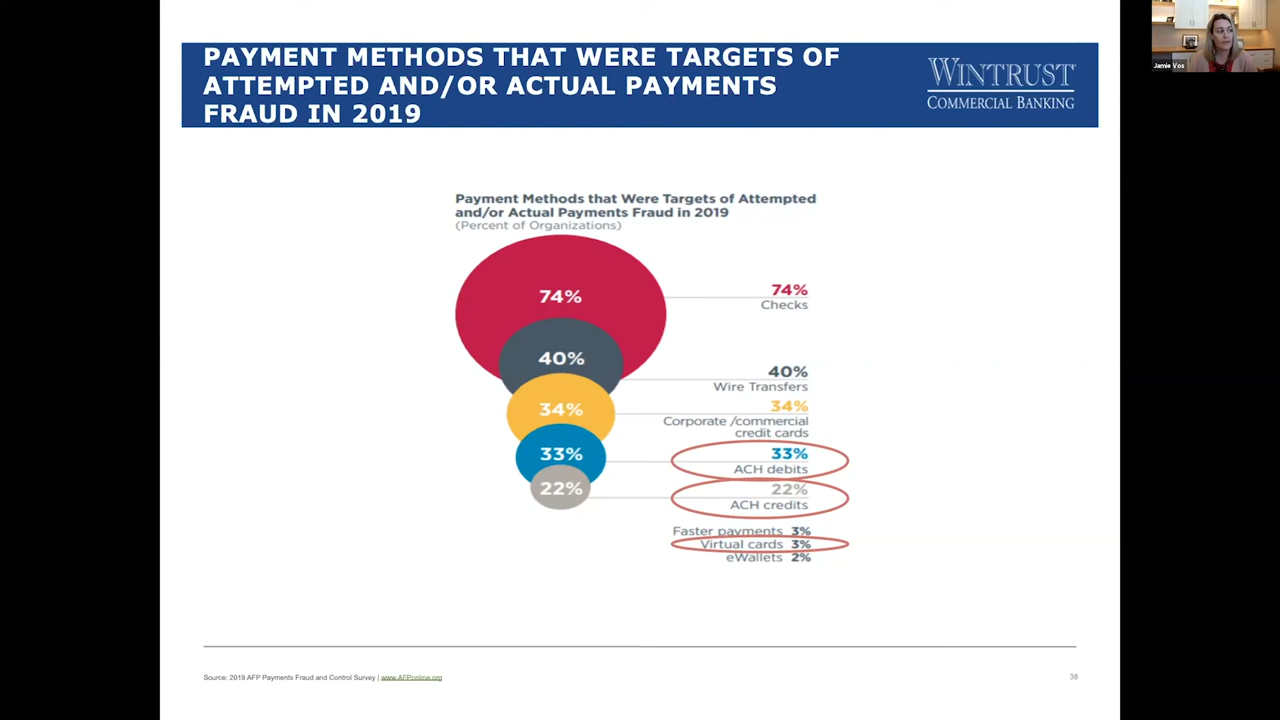 PAYMENT METHODS THAT WERE TARGETS OF
ATTEMPTED AND/OR ACTUAL PAYMENTS
FRAUD IN 2019
WINTRUST
COMMERCIAL BANKING
Jamie Vos
Payment Methods that Were Targets of Attempted
and/or Actual Payments Fraud in 2019
(Percent of Organizations)
74%
74%
Checks
40%
40%
Wire Transfers
34%
34%
Corporate /commercial
credit cards
33%
33%
ACH debits
22%
22%
ACH credits
Faster payments 3%
Virtual cards 3%
eWallets 2%
Source: 2019 AFP Payments Fraud and Control Survey | www.AFPonline.org
38